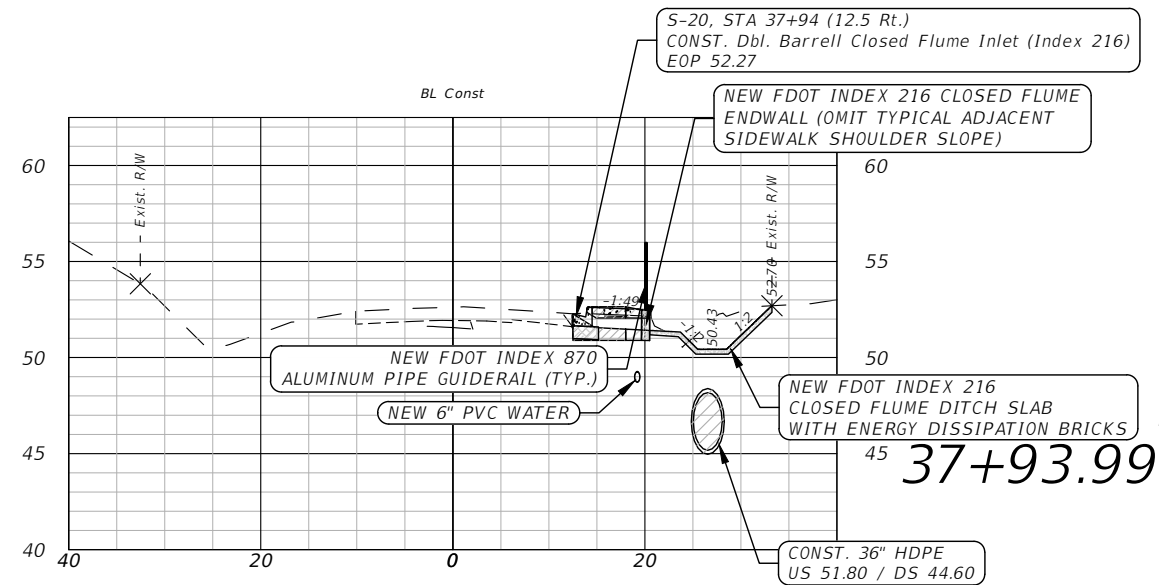 S-20, STA 37+94 (12.5 Rt.)
CONST. Dbl. Barrell Closed Flume Inlet (Index 216)
EOP 52.27
BL Const
NEW FDOT INDEX 216 CLOSED FLUME
ENDWALL (OMIT TYPICAL ADJACENT
SIDEWALK SHOULDER SLOPE)
60
60
Exist. R/W
Exist. R/W
52.70
55
55
-1:49
50.43
1:2
-1:2
50
50
NEW FDOT INDEX 870
ALUMINUM PIPE GUIDERAIL (TYP.)
NEW 6" PVC WATER
NEW FDOT INDEX 216
CLOSED FLUME DITCH SLAB
WITH ENERGY DISSIPATION BRICKS
45
45
37+93.99
40
40
20
0
20
CONST. 36" HDPE
US 51.80 / DS 44.60